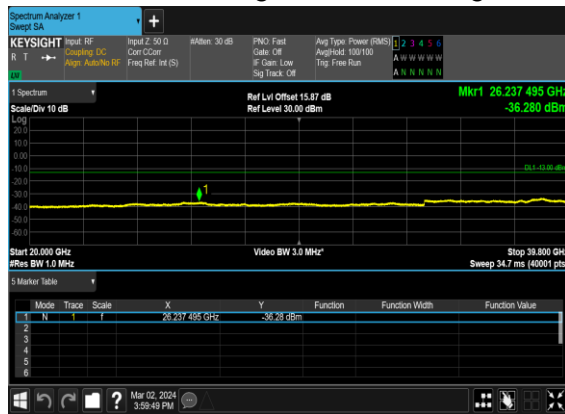 Spectrum Analyzer 1
Swept SA
KEYSIGHT Input: RF Input Z: 50 Ω #Atten: 30 dB PNO: Fast Avg Type: Power (RMS) 1 2 3 4 5 6
R T Coupling: DC Corr CCorr Gate: Off Avg|Hold: 100/100 A W W W W W
Align: Auto/No RF Freq Ref: Int (S) IF Gain: Low Trig: Free Run
Sig Track: Off A N N N N N
LW
1 Spectrum Ref Lvl Offset 15.87 dB Mkr1 26.237 495 GHz
Scale/Div 10 dB Ref Level 30.00 dBm -36.280 dBm
Log
20.0
10.0
0.00
-10.0 DL1 -13.00 dBm
-20.0
-30.0 1
-40.0
-50.0
-60.0
Start 20.000 GHz Video BW 3.0 MHz* Stop 39.800 GHz
#Res BW 1.0 MHz Sweep 34.7 ms (40001 pts)
5 Marker Table
Mode Trace Scale X Y Function Function Width Function Value
1 N 1 f 26.237 495 GHz -36.28 dBm
2
3
4
5
6
? Mar 02, 2024
3:59:49 PM